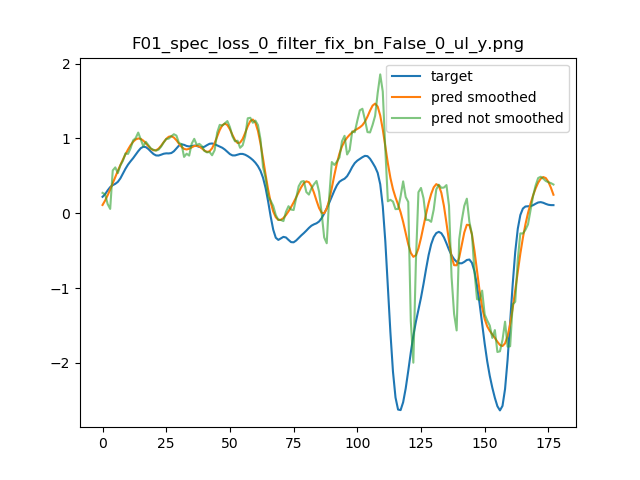 F01_spec_loss_0_filter_fix_bn_False_0_ul_y.png
target
pred smoothed
pred not smoothed
2
1
0
−1
−2
0 25 50 75 100 125 150 175